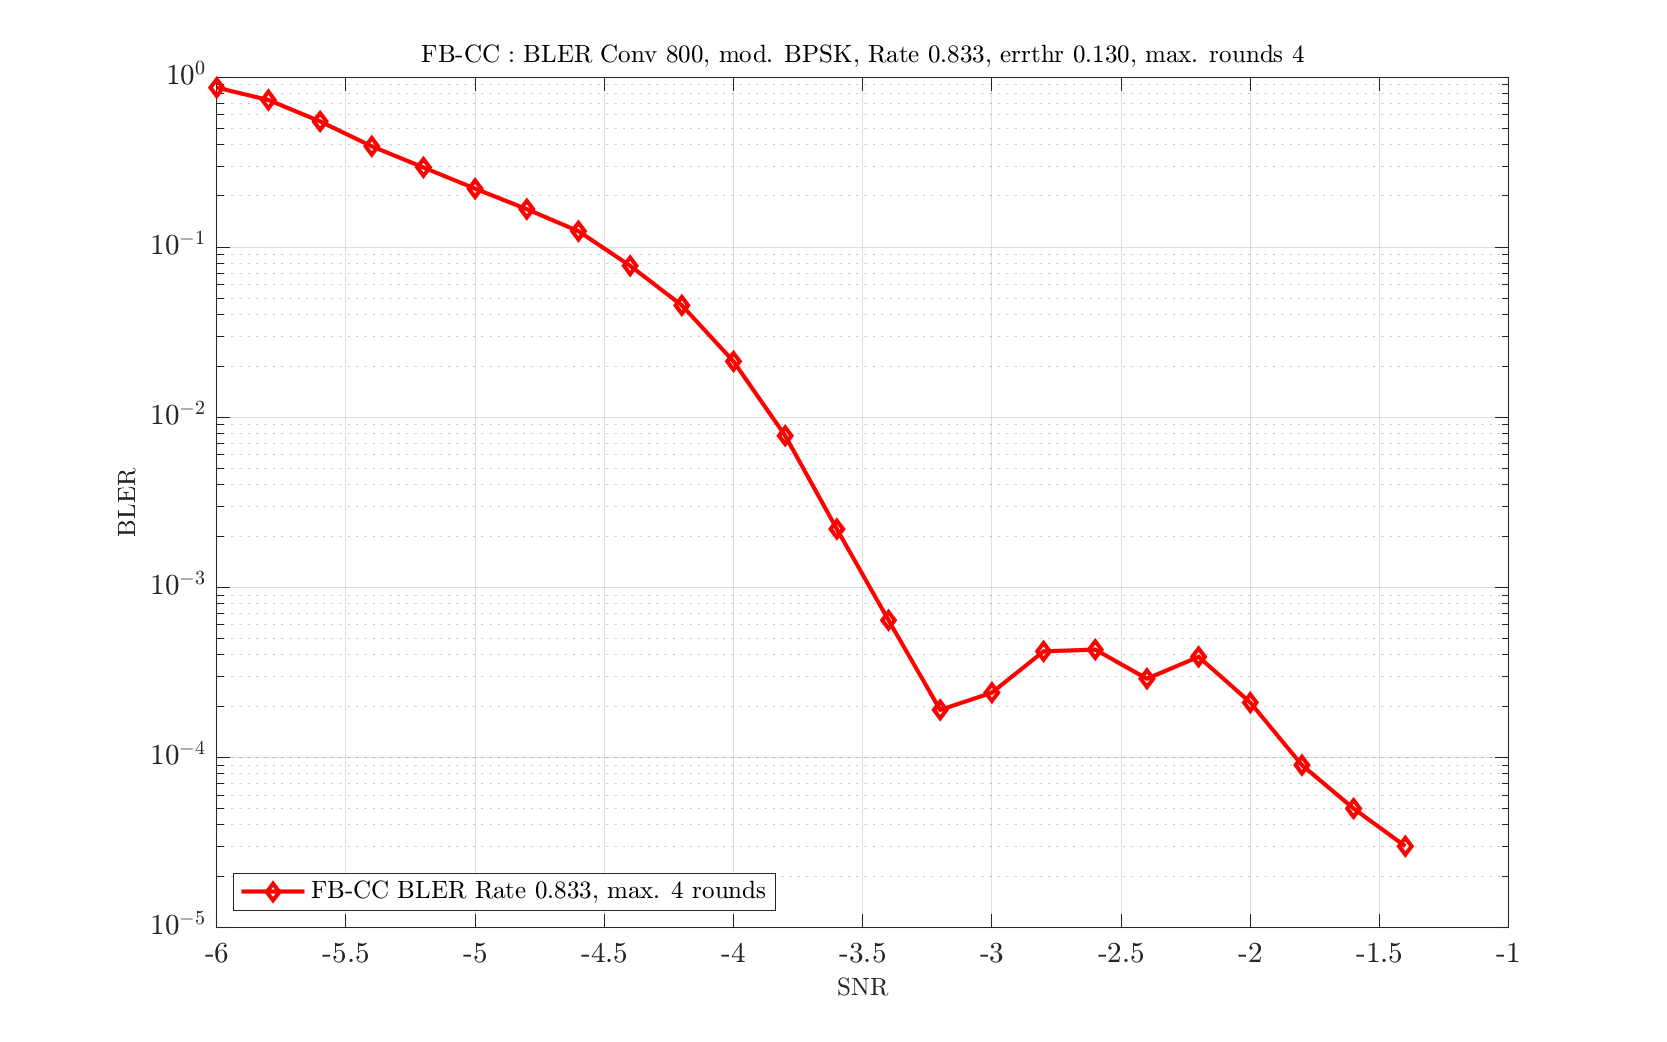 FB-CC : BLER Conv 800, mod. BPSK, Rate 0.833, errthr 0.130, max. rounds 4
10^0
10^-1
10^-2
10^-3
10^-4
10^-5
BLER
FB-CC BLER Rate 0.833, max. 4 rounds
-6 -5.5 -5 -4.5 -4 -3.5 -3 -2.5 -2 -1.5 -1
SNR